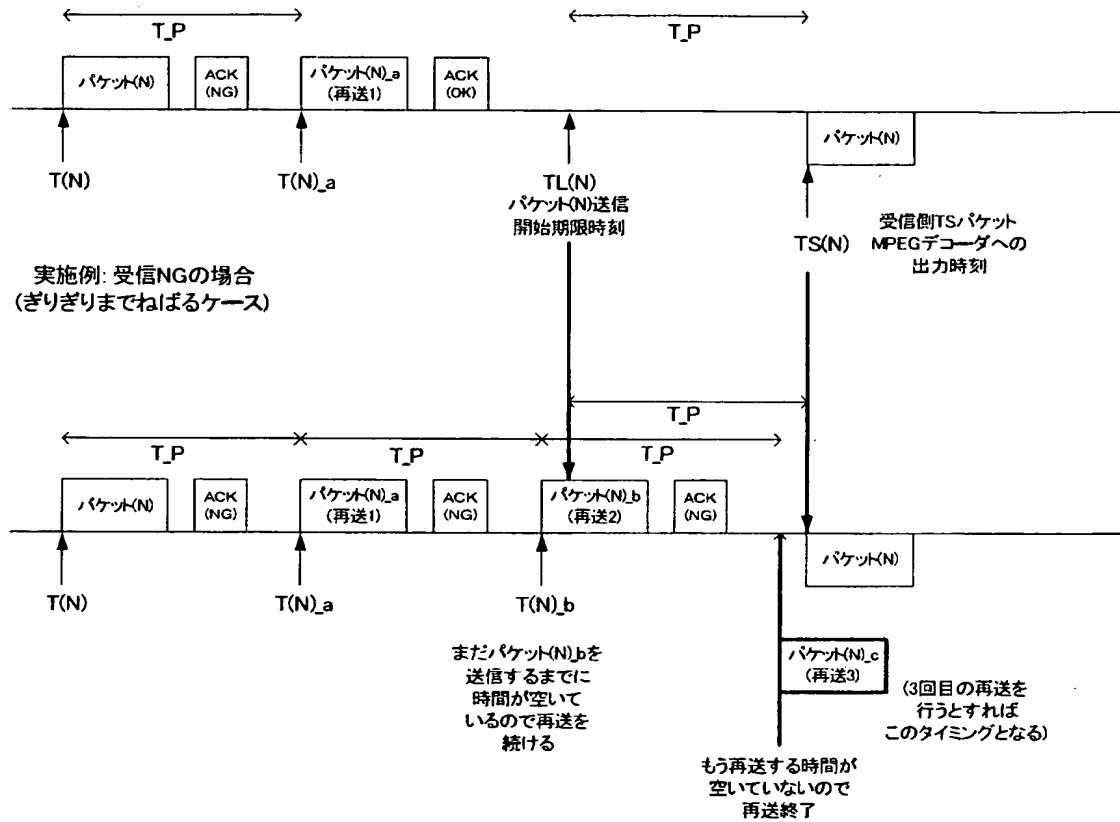 T_P
T_P
パケット(N)
ACK
(NG)
パケット(N)_a
(再送1)
ACK
(OK)
パケット(N)
T(N)
T(N)_a
TL(N)
パケット(N)送信
開始期限時刻
TS(N)
受信側TSパケット
MPEGデコーダへの
出力時刻
実施例: 受信NGの場合
(ぎりぎりまでねばるケース)
T_P
T_P
T_P
T_P
パケット(N)
ACK
(NG)
パケット(N)_a
(再送1)
ACK
(NG)
パケット(N)_b
(再送2)
ACK
(NG)
パケット(N)
T(N)
T(N)_a
T(N)_b
まだパケット(N)_bを
送信するまでに
時間が空いて
いるので再送を
続ける
パケット(N)_c
(再送3)
(3回目の再送を
行うとすれば
このタイミングとなる)
もう再送する時間が
空いていないので
再送終了